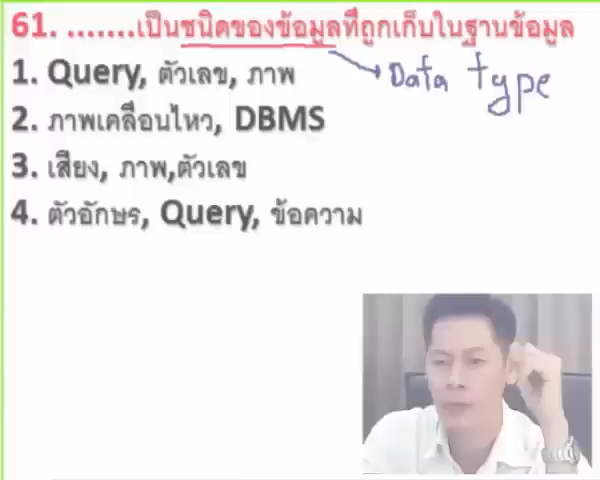 61. .......เป็นชนิดของข้อมูลที่ถูกเก็บในฐานข้อมูล
1. Query, ตัวเลข, ภาพ
Data type
2. ภาพเคลื่อนไหว, DBMS
3. เสียง, ภาพ,ตัวเลข
4. ตัวอักษร, Query, ข้อความ